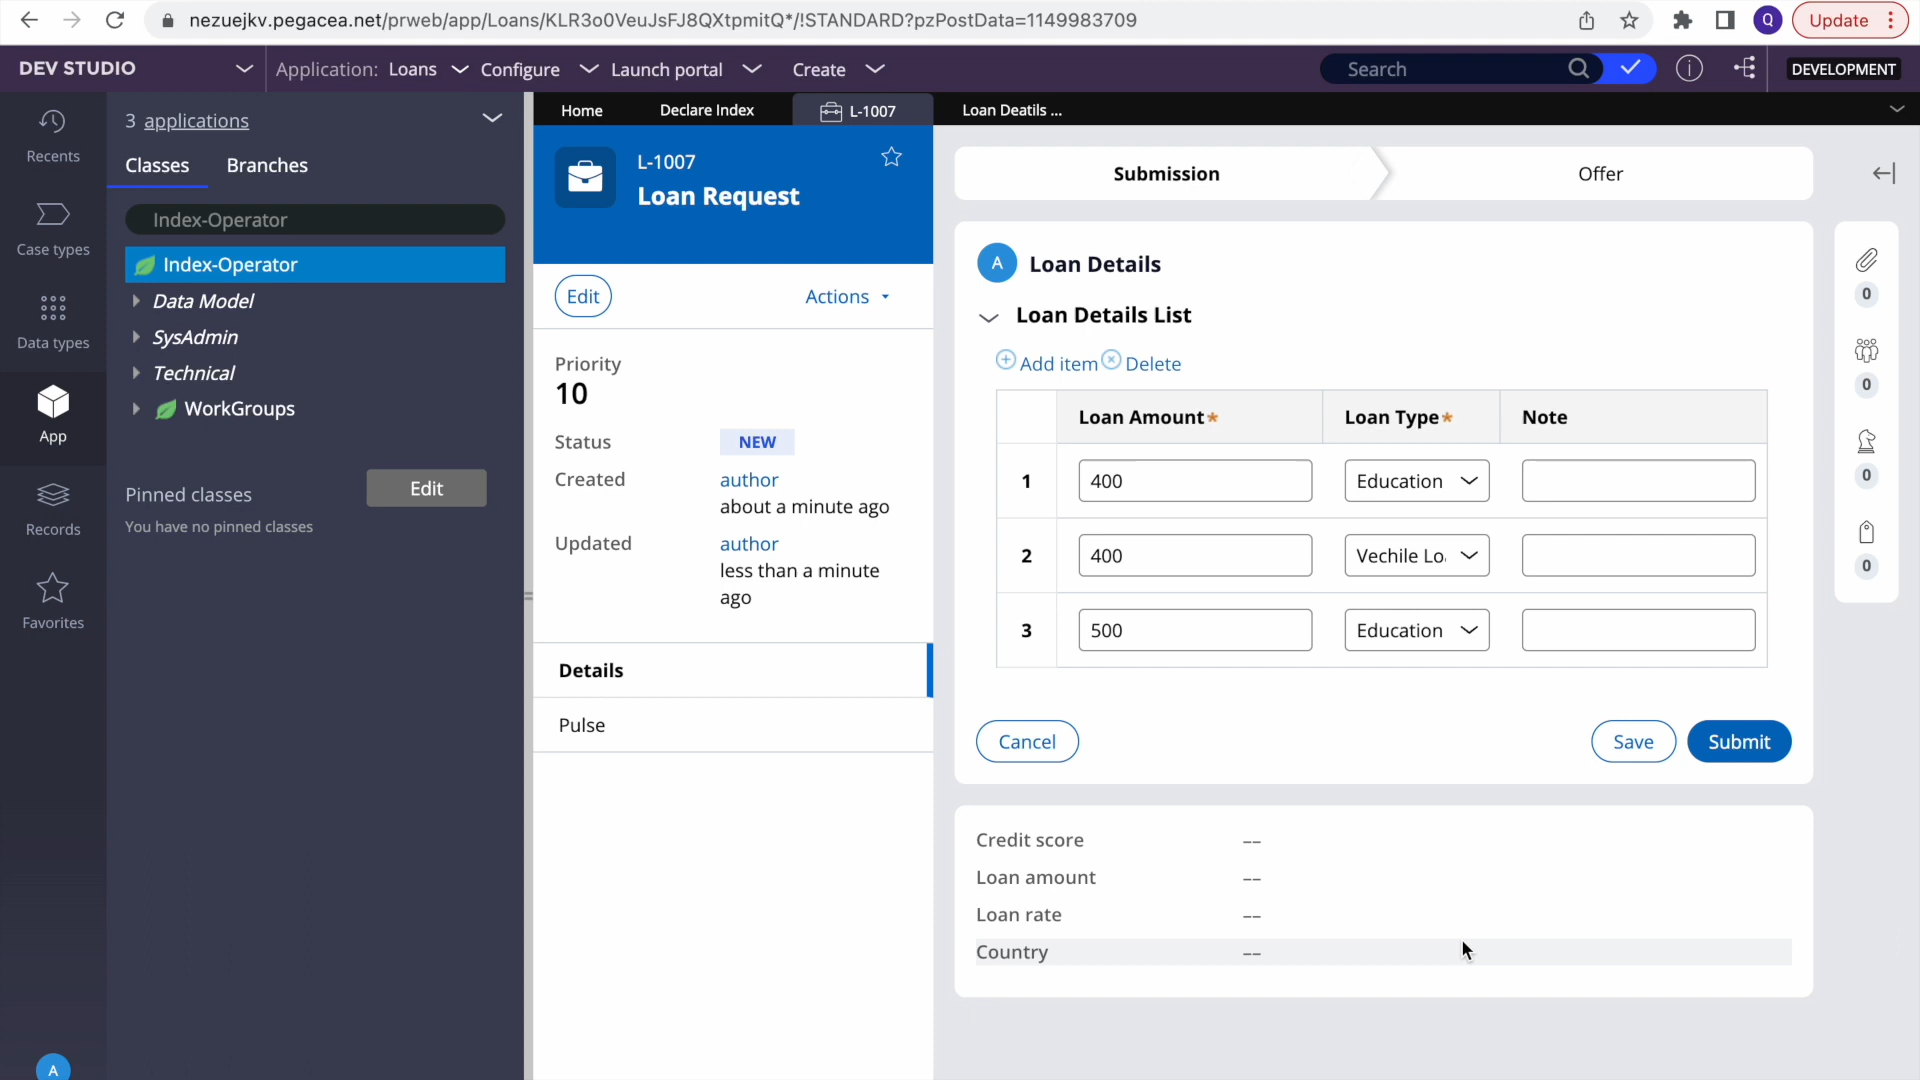 nezuejkv.pegacea.net/prweb/app/Loans/KLR3o0VeuJsFJ8QXtpmitQ*/!STANDARD?pzPostData=1149983709
Q
Update
DEV STUDIO
Application: Loans
Configure
Launch portal
Create
Search
DEVELOPMENT
Recents
Case types
Data types
App
Records
Favorites
A
3 applications
Classes
Branches
Index-Operator
Index-Operator
Data Model
SysAdmin
Technical
WorkGroups
Pinned classes
Edit
You have no pinned classes
Home
Declare Index
L-1007
Loan Deatils ...
L-1007
Loan Request
Edit
Actions
Priority
10
Status
NEW
Created
author
about a minute ago
Updated
author
less than a minute
ago
Details
Pulse
Submission
Offer
A
Loan Details
Loan Details List
Add item
Delete
Loan Amount*
Loan Type*
Note
1
400
Education
2
400
Vechile Lo
3
500
Education
Cancel
Save
Submit
Credit score --
Loan amount --
Loan rate --
Country --
0
0
0
0